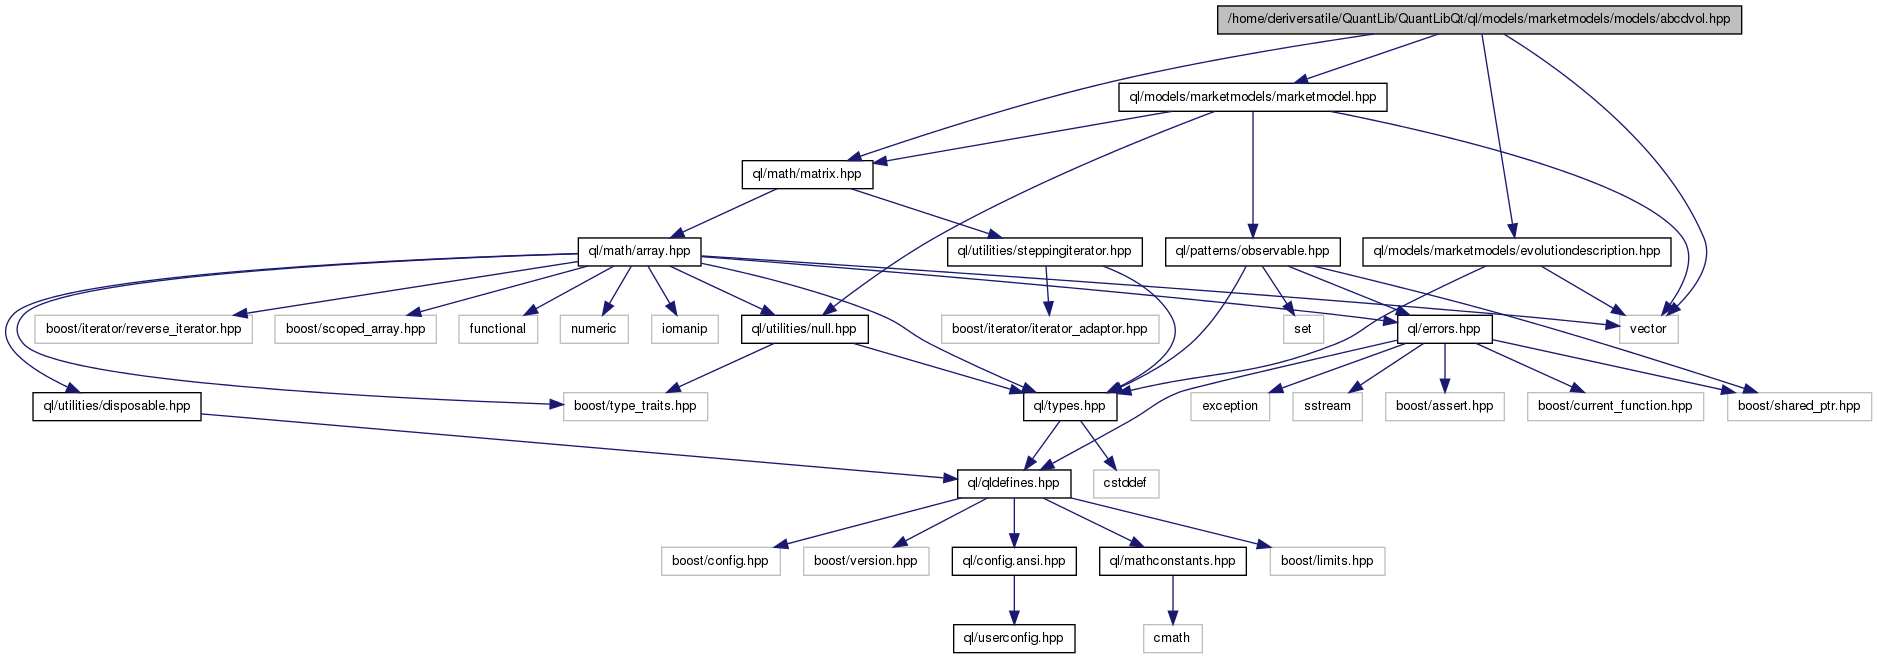 /home/deriversatile/QuantLib/QuantLibQt/ql/models/marketmodels/models/abcdvol.hpp
ql/models/marketmodels/marketmodel.hpp
ql/math/matrix.hpp
ql/math/array.hpp
ql/utilities/steppingiterator.hpp
ql/patterns/observable.hpp
ql/models/marketmodels/evolutiondescription.hpp
boost/iterator/reverse_iterator.hpp
boost/scoped_array.hpp
functional
numeric
iomanip
ql/utilities/null.hpp
boost/iterator/iterator_adaptor.hpp
set
ql/errors.hpp
vector
ql/utilities/disposable.hpp
boost/type_traits.hpp
ql/types.hpp
exception
sstream
boost/assert.hpp
boost/current_function.hpp
boost/shared_ptr.hpp
ql/qldefines.hpp
cstddef
boost/config.hpp
boost/version.hpp
ql/config.ansi.hpp
ql/mathconstants.hpp
boost/limits.hpp
ql/userconfig.hpp
cmath